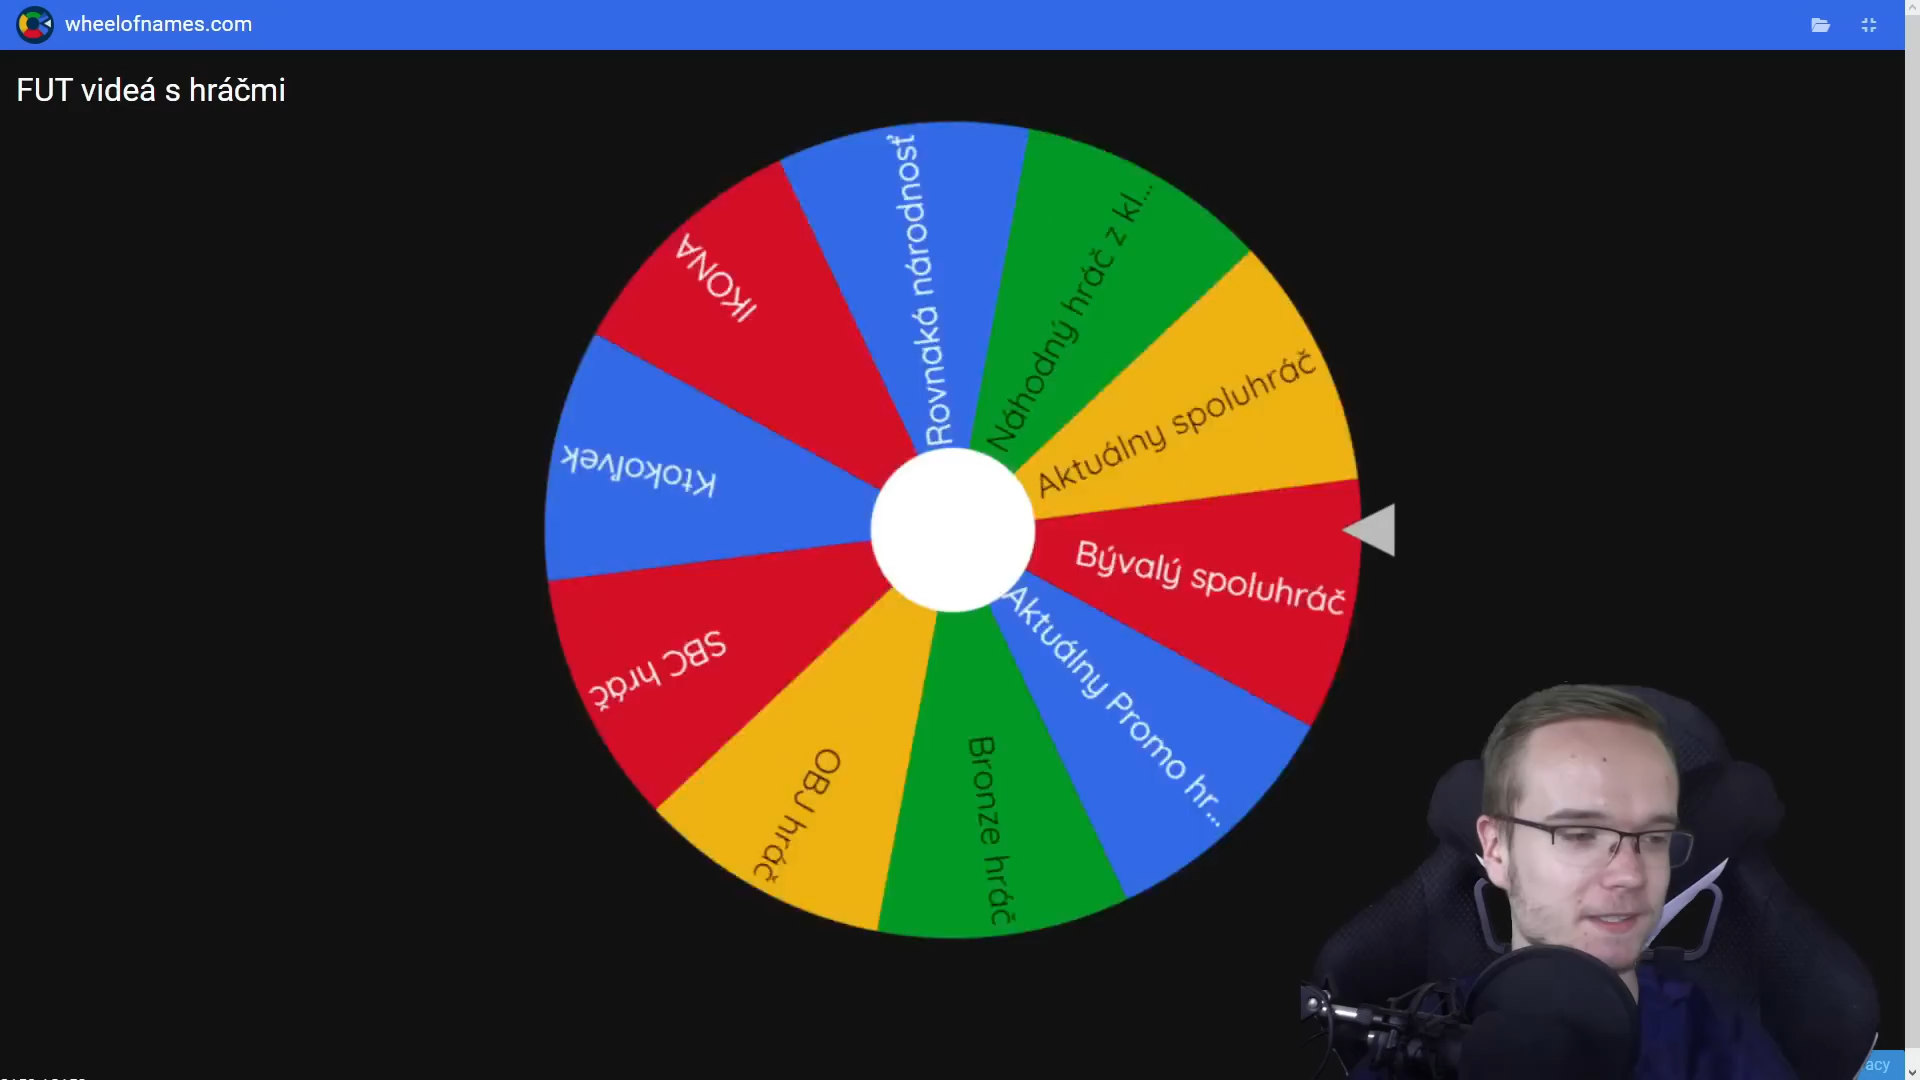 wheelofnames.com
FUT videá s hráčmi
Rovnaká národnosť
Náhodný hráč z kl...
Aktuálny spoluhráč
Bývalý spoluhráč
Aktuálny Promo hr...
Bronze hráč
OBJ hráč
SBC hráč
Ktokoľvek
IKONA
acy